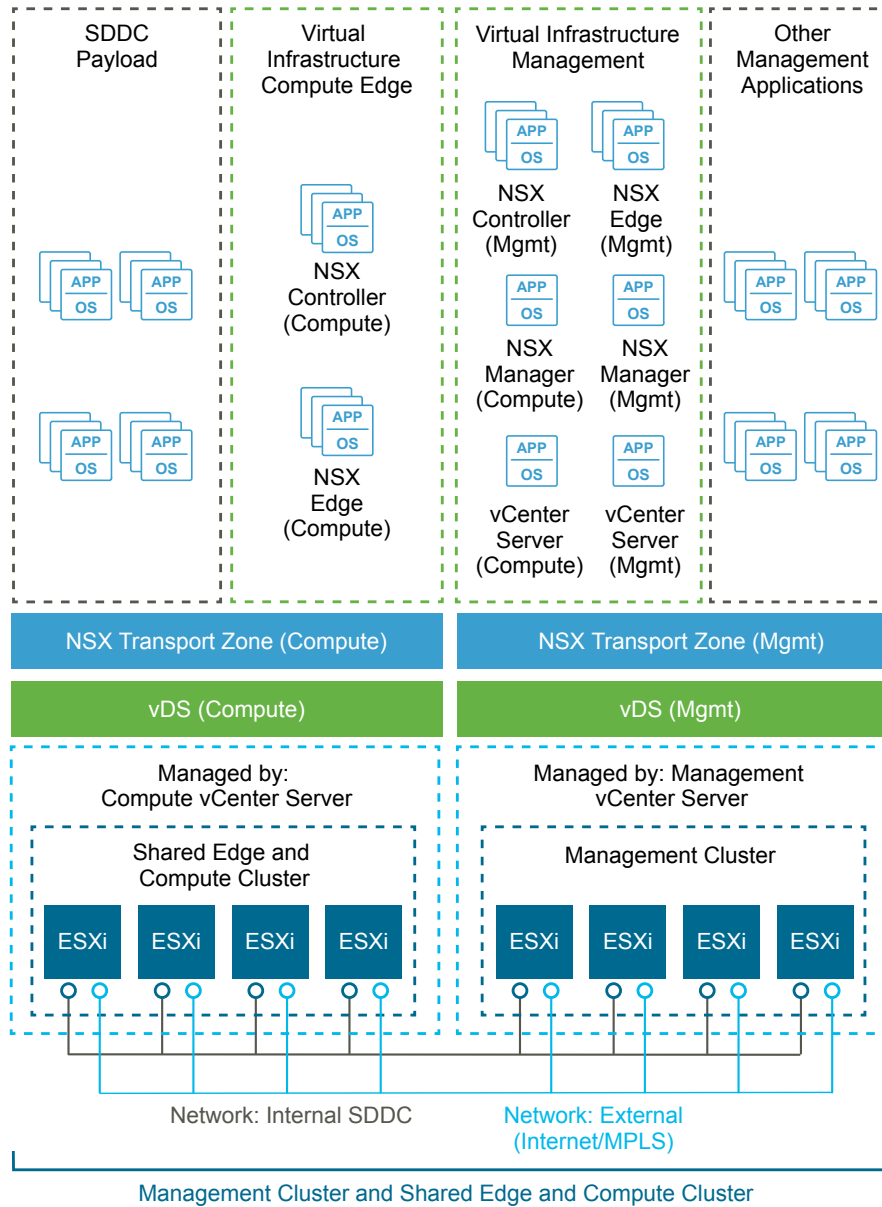 SDDC
Payload
Virtual
Infrastructure
Compute Edge
Virtual Infrastructure
Management
Other
Management
Applications
APP
OS
APP
OS
APP
OS
APP
OS
APP
OS
NSX
Controller
(Compute)
APP
OS
NSX
Edge
(Compute)
APP
OS
NSX
Controller
(Mgmt)
APP
OS
NSX
Edge
(Mgmt)
APP
OS
NSX
Manager
(Compute)
APP
OS
NSX
Manager
(Mgmt)
APP
OS
vCenter
Server
(Compute)
APP
OS
vCenter
Server
(Mgmt)
APP
OS
APP
OS
APP
OS
APP
OS
NSX Transport Zone (Compute)
NSX Transport Zone (Mgmt)
vDS (Compute)
vDS (Mgmt)
Managed by:
Compute vCenter Server
Shared Edge and
Compute Cluster
ESXi
ESXi
ESXi
ESXi
Managed by: Management
vCenter Server
Management Cluster
ESXi
ESXi
ESXi
ESXi
Network: Internal SDDC
Network: External
(Internet/MPLS)
Management Cluster and Shared Edge and Compute Cluster